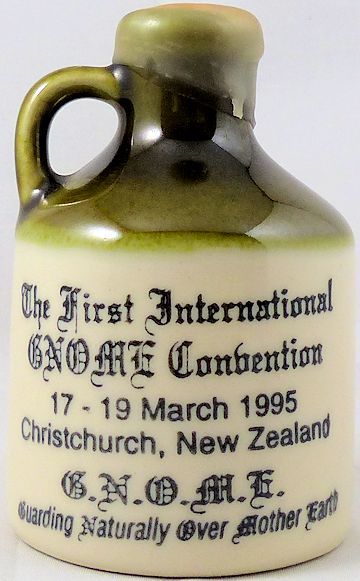 The First International
GNOME Convention
17 - 19 March 1995
Christchurch, New Zealand
G.N.O.M.E.
Guarding Naturally Over Mother Earth